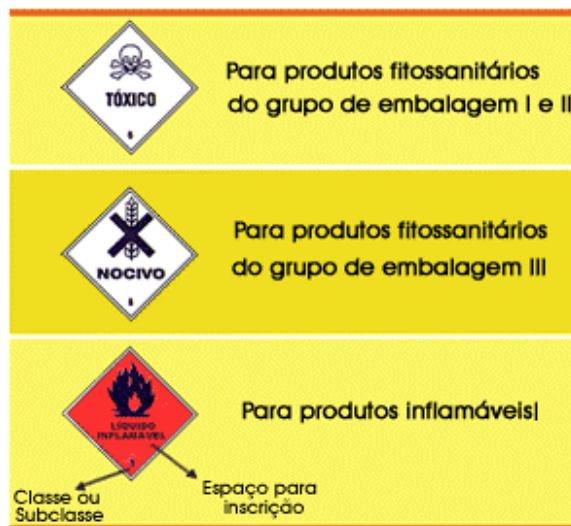 TÓXICO
6
Para produtos fitossanitários
do grupo de embalagem I e II
NOCIVO
6
Para produtos fitossanitários
do grupo de embalagem III
LÍQUIDO
INFLAMÁVEL
Para produtos inflamáveis|
Classe ou
Subclasse
Espaço para
inscrição